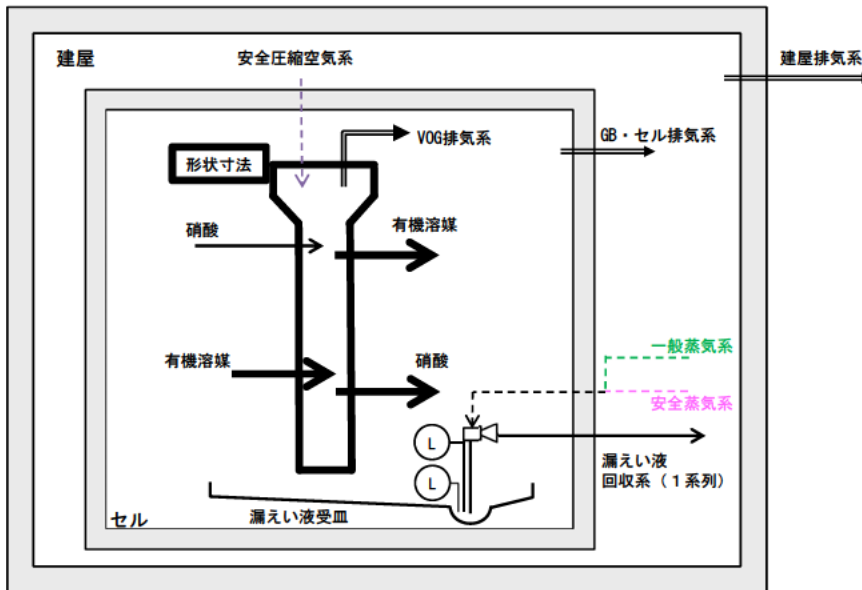 建屋
安全圧縮空気系
建屋排気系
VOG排気系
GB・セル排気系
形状寸法
硝酸
有機溶媒
有機溶媒
硝酸
一般蒸気系
安全蒸気系
L
L
漏えい液
回収系(1系列)
漏えい液受皿
セル